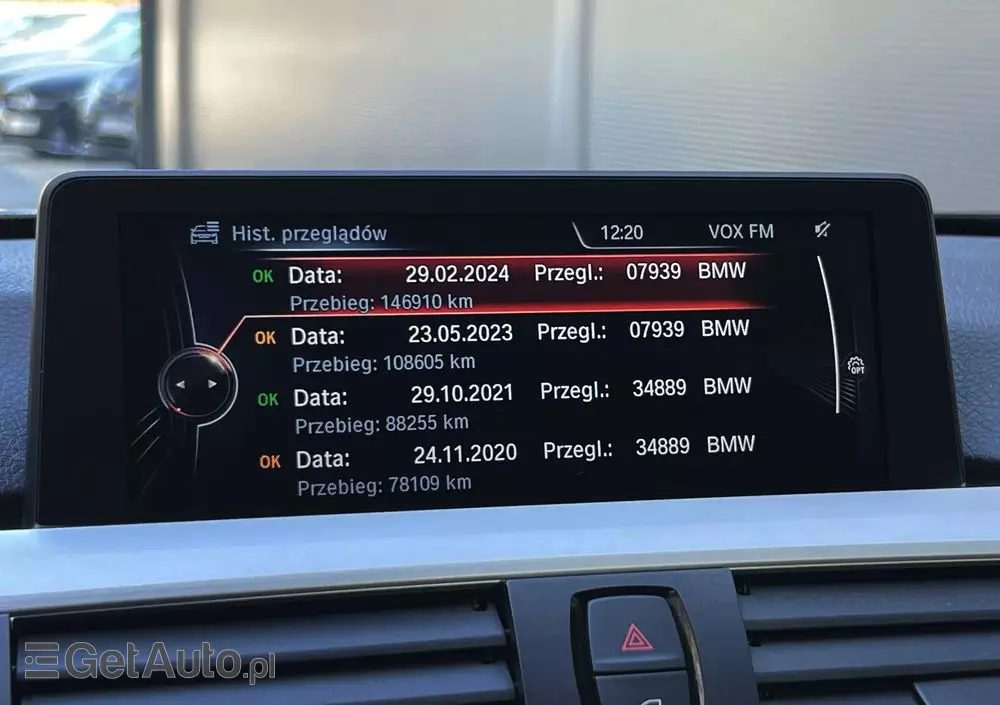 Hist. przeglądów 12:20 VOX FM
OK Data: 29.02.2024 Przegl.: 07939 BMW
Przebieg: 146910 km
OK Data: 23.05.2023 Przegl.: 07939 BMW
Przebieg: 108605 km
OPT
OK Data: 29.10.2021 Przegl.: 34889 BMW
Przebieg: 88255 km
OK Data: 24.11.2020 Przegl.: 34889 BMW
Przebieg: 78109 km
GetAuto.pl